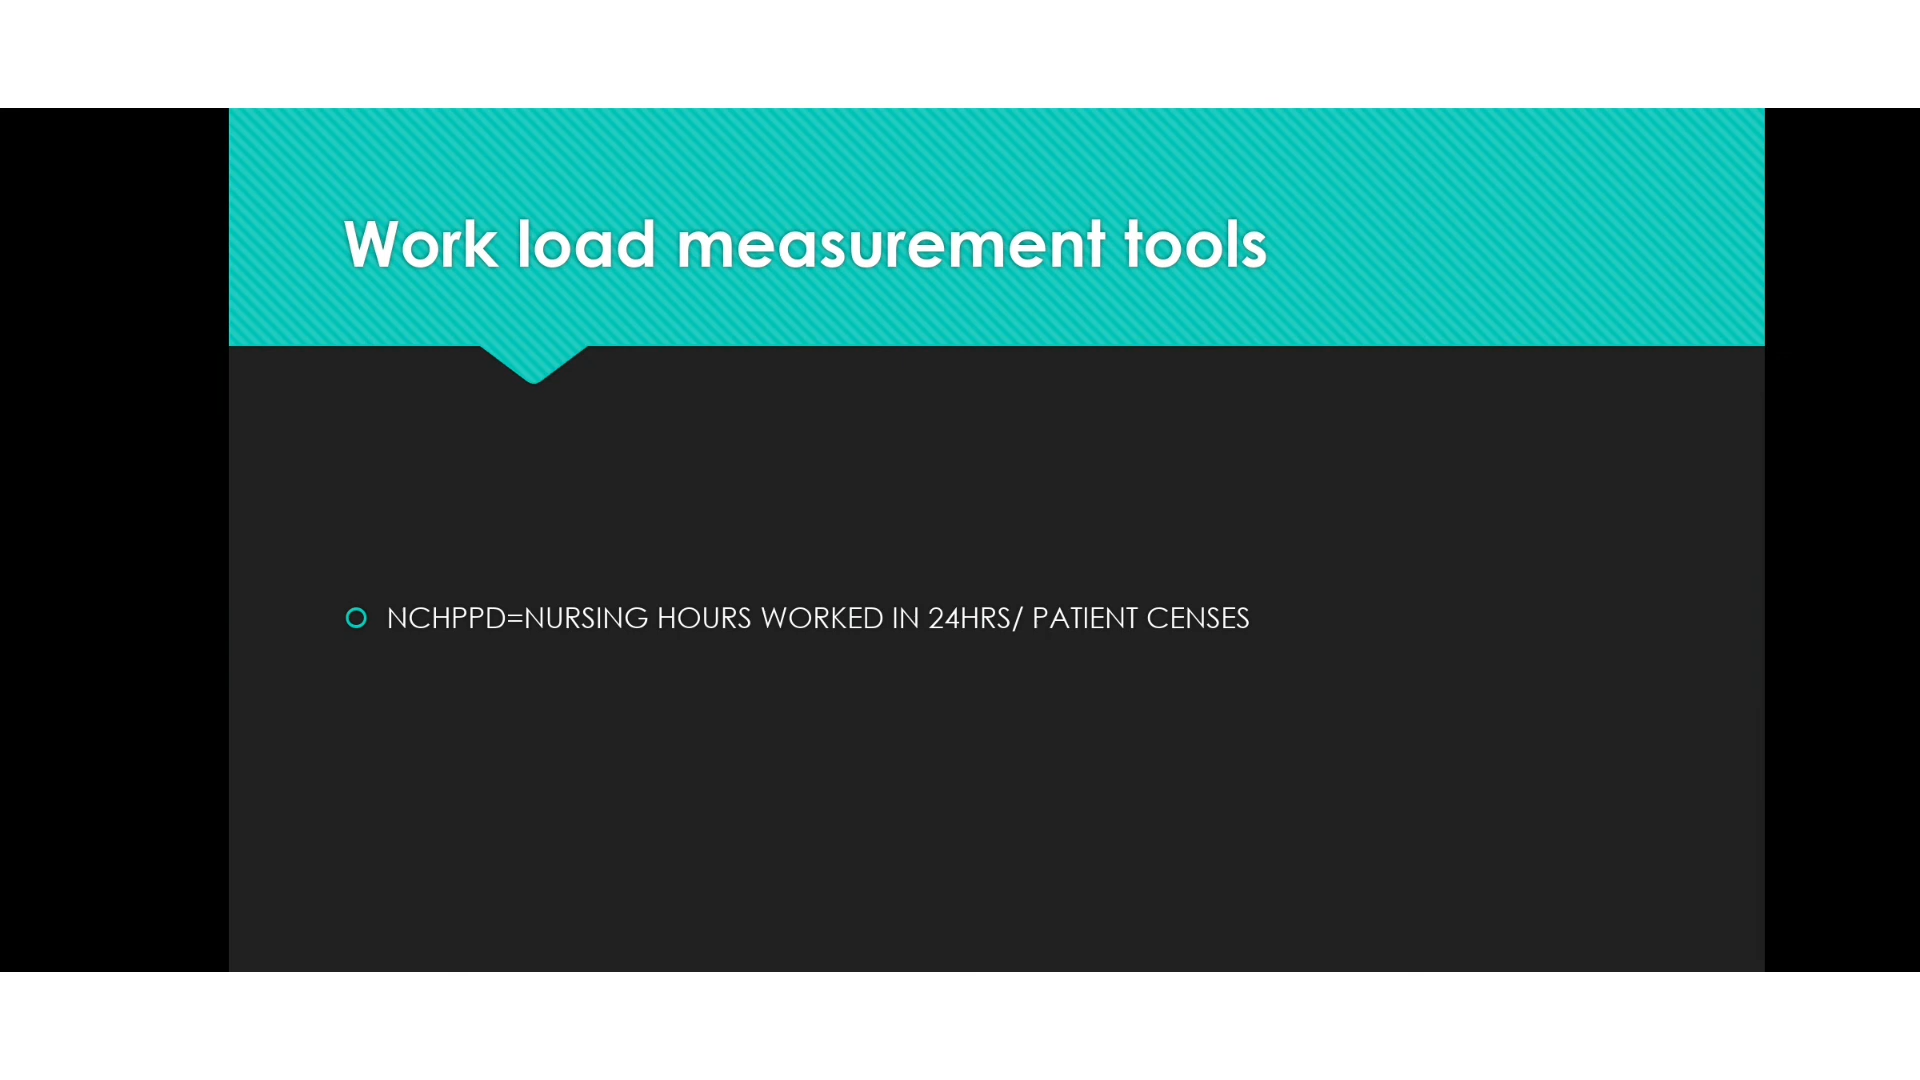 Work load measurement tools
NCHPPD=NURSING HOURS WORKED IN 24HRS/ PATIENT CENSES